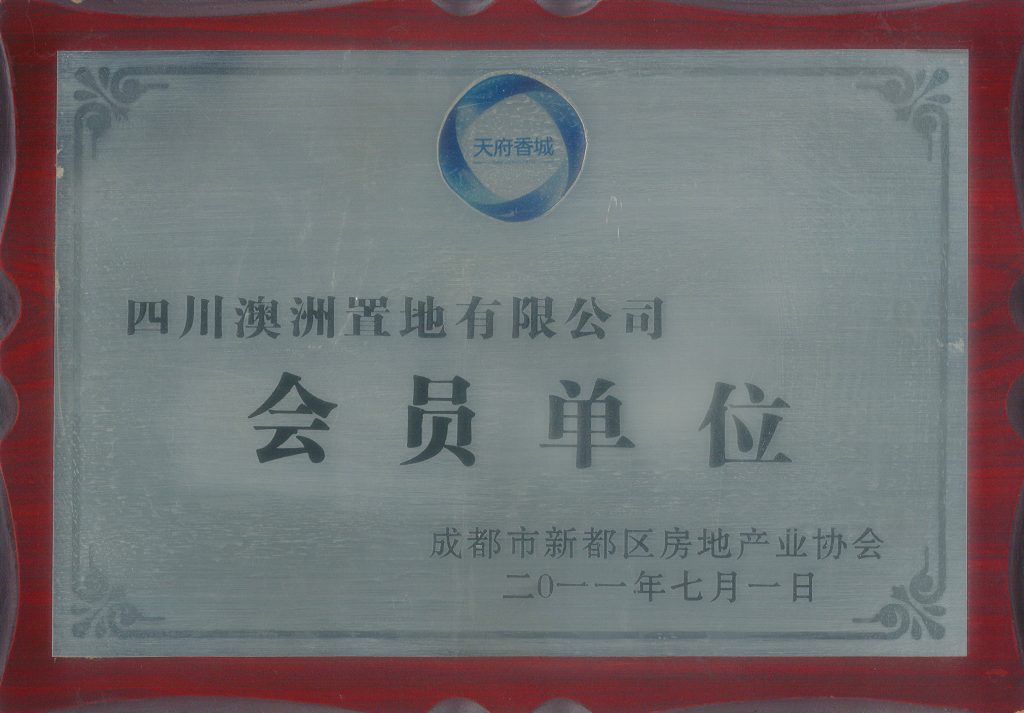 天府香城
四川澳洲置地有限公司
会员单位
成都市新都区房地产业协会
二〇一一年七月一日